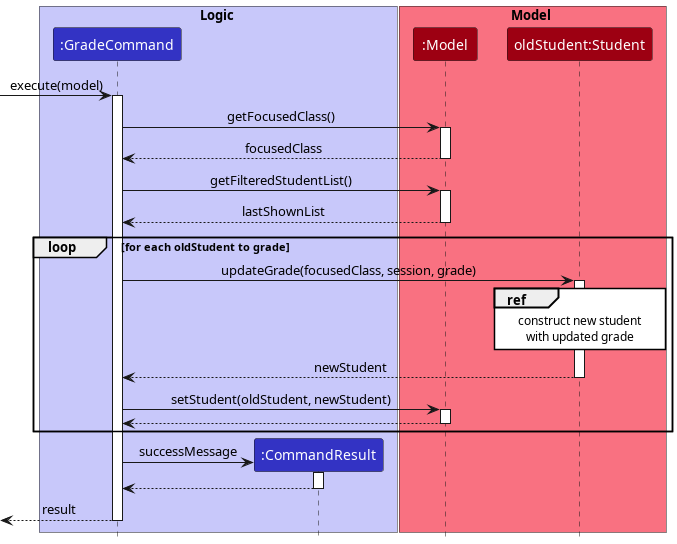 Logic
Model
:GradeCommand
:Model
oldStudent:Student
execute(model)
getFocusedClass()
focusedClass
getFilteredStudentList()
lastShownList
loop
[for each oldStudent to grade]
updateGrade(focusedClass, session, grade)
ref
construct new student
with updated grade
newStudent
setStudent(oldStudent, newStudent)
successMessage
:CommandResult
result